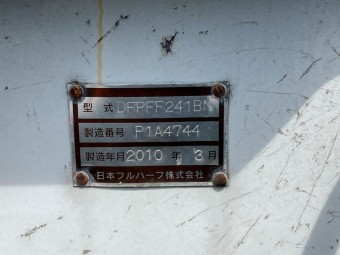 型式 DFPFF241BN
製造番号 P1A4744
製造年月 2010 年 3 月
日本フルハーフ株式会社